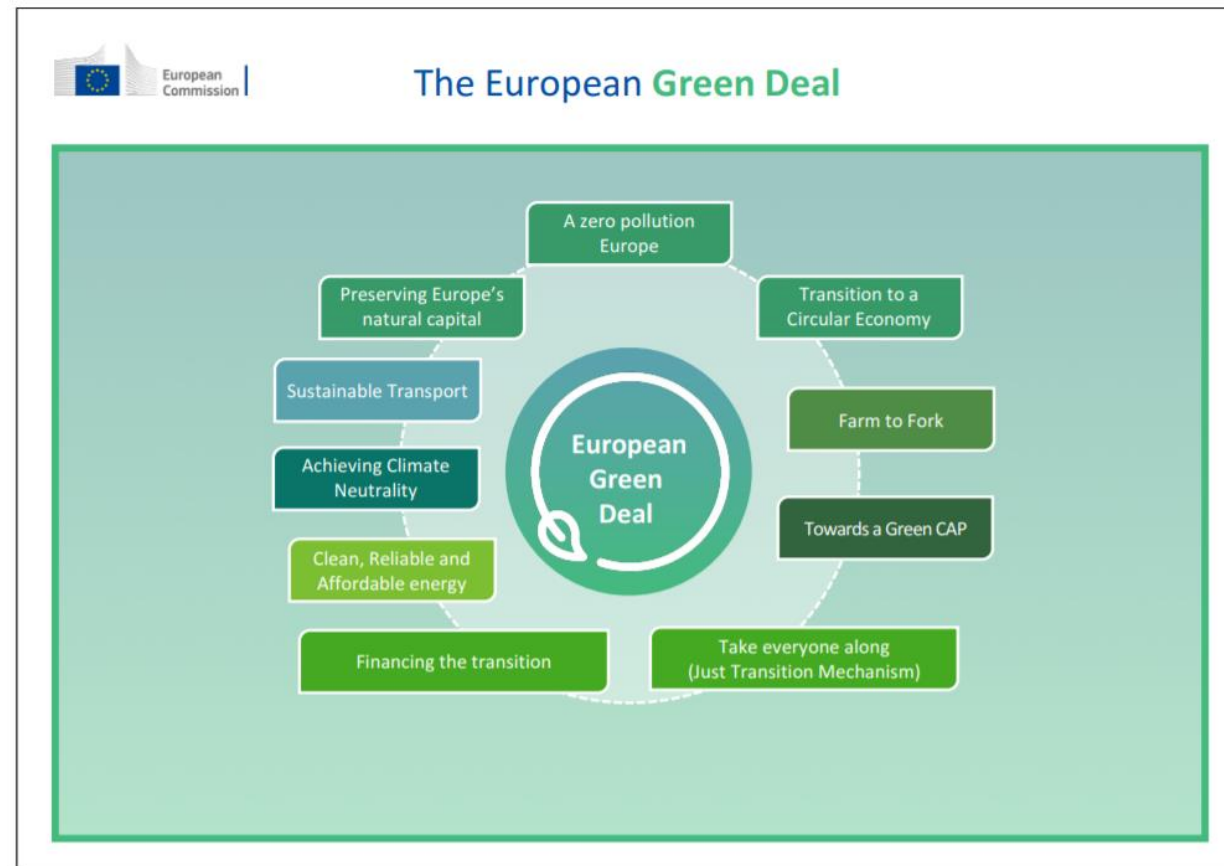 European
Commission
The European Green Deal
A zero pollution
Europe
Preserving Europe's
natural capital
Transition to a
Circular Economy
Sustainable Transport
Farm to Fork
European
Green
Deal
Achieving Climate
Neutrality
Towards a Green CAP
Clean, Reliable and
Affordable energy
Financing the transition
Take everyone along
(Just Transition Mechanism)